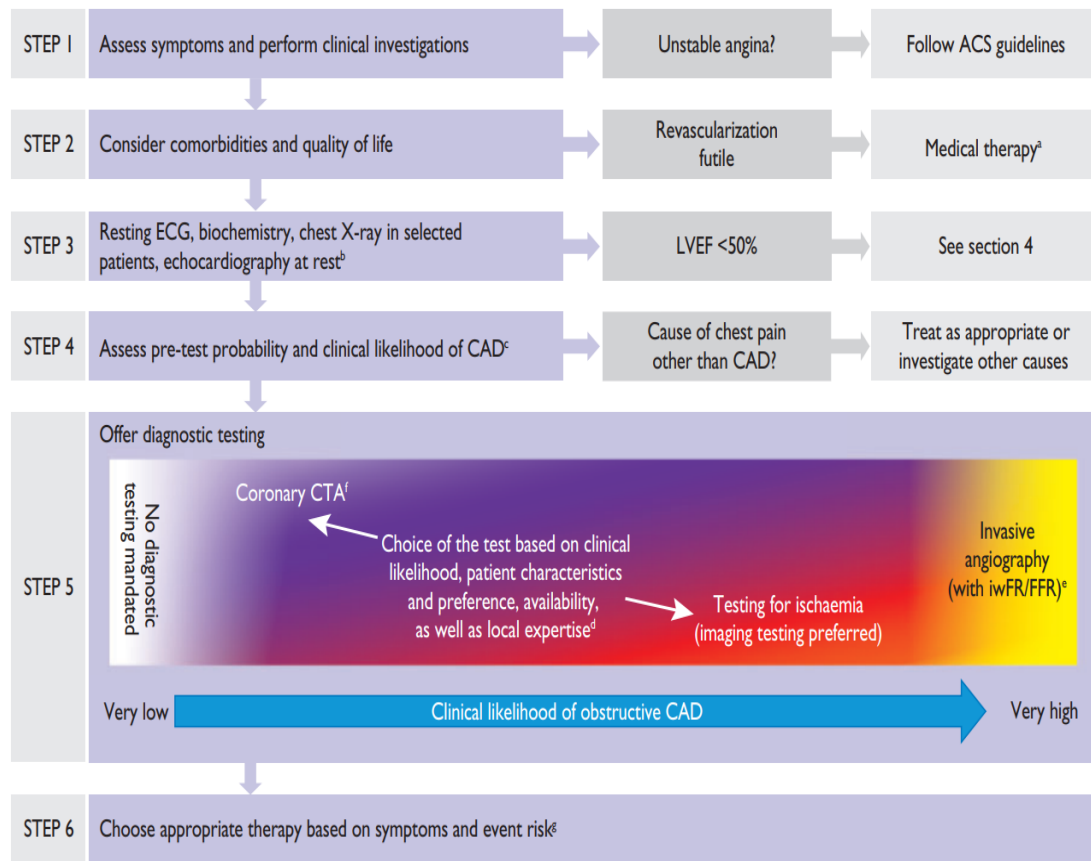 STEP 1
Assess symptoms and perform clinical investigations
Unstable angina?
Follow ACS guidelines
STEP 2
Consider comorbidities and quality of life
Revascularization
futile
Medical therapyᵃ
STEP 3
Resting ECG, biochemistry, chest X-ray in selected
patients, echocardiography at restᵇ
LVEF <50%
See section 4
STEP 4
Assess pre-test probability and clinical likelihood of CADᶜ
Cause of chest pain
other than CAD?
Treat as appropriate or
investigate other causes
STEP 5
Offer diagnostic testing
No diagnostic
testing mandated
Coronary CTAᶠ
Choice of the test based on clinical
likelihood, patient characteristics
and preference, availability,
as well as local expertiseᵈ
Testing for ischaemia
(imaging testing preferred)
Invasive
angiography
(with iwFR/FFR)ᵉ
Very low
Clinical likelihood of obstructive CAD
Very high
STEP 6
Choose appropriate therapy based on symptoms and event riskᵍ